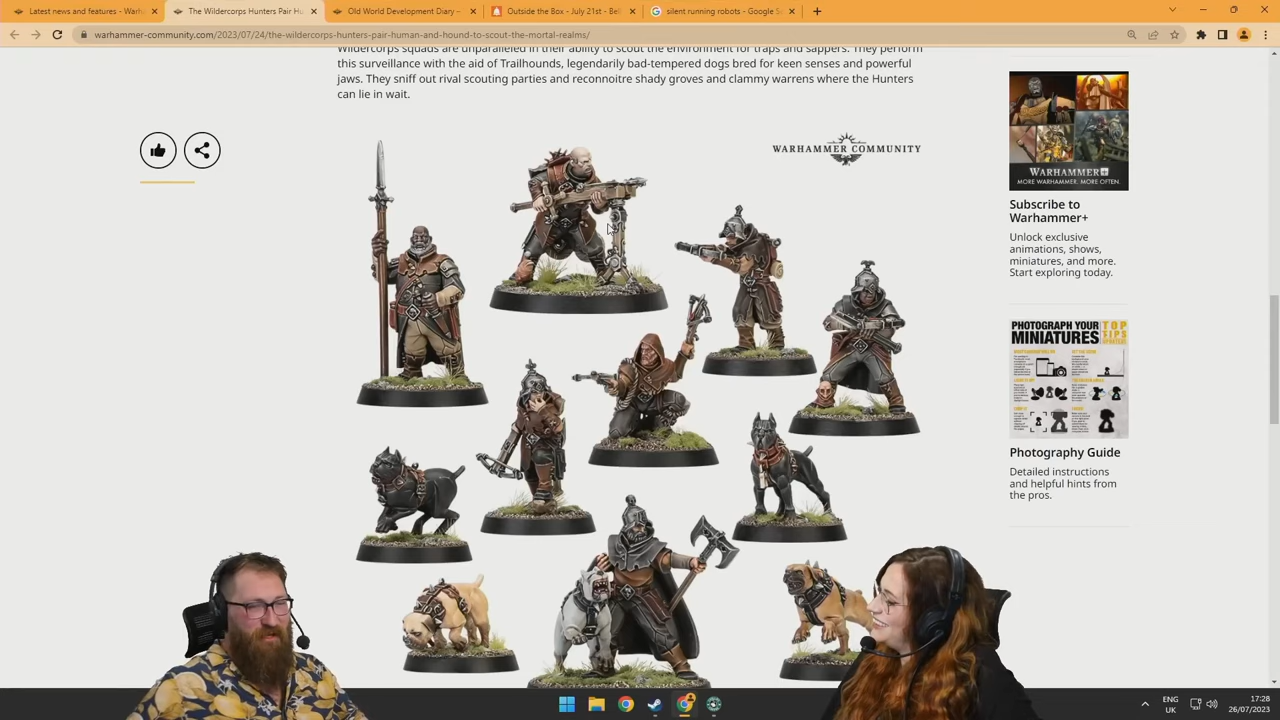 Latest news and features - Warh
The Wildercorps Hunters Pair Hu
Old World Development Diary –
Outside the Box - July 21st - Bel
silent running robots - Google S
warhammer-community.com/2023/07/24/the-wildercorps-hunters-pair-human-and-hound-to-scout-the-mortal-realms/
Wildercorps squads are unparalleled in their ability to scout the environment for traps and sappers. They perform
this surveillance with the aid of Trailhounds, legendarily bad-tempered dogs bred for keen senses and powerful
jaws. They sniff out rival scouting parties and reconnoitre shady groves and clammy warrens where the Hunters
can lie in wait.
WARHAMMER COMMUNITY
WARHAMMER+
MORE WARHAMMER. MORE OFTEN.
Subscribe to
Warhammer+
Unlock exclusive
animations, shows,
miniatures, and more.
Start exploring today.
PHOTOGRAPH YOUR
MINIATURES
TOP
TIPS
Photography Guide
Detailed instructions
and helpful hints from
the pros.
ENG
UK
17:28
26/07/2023